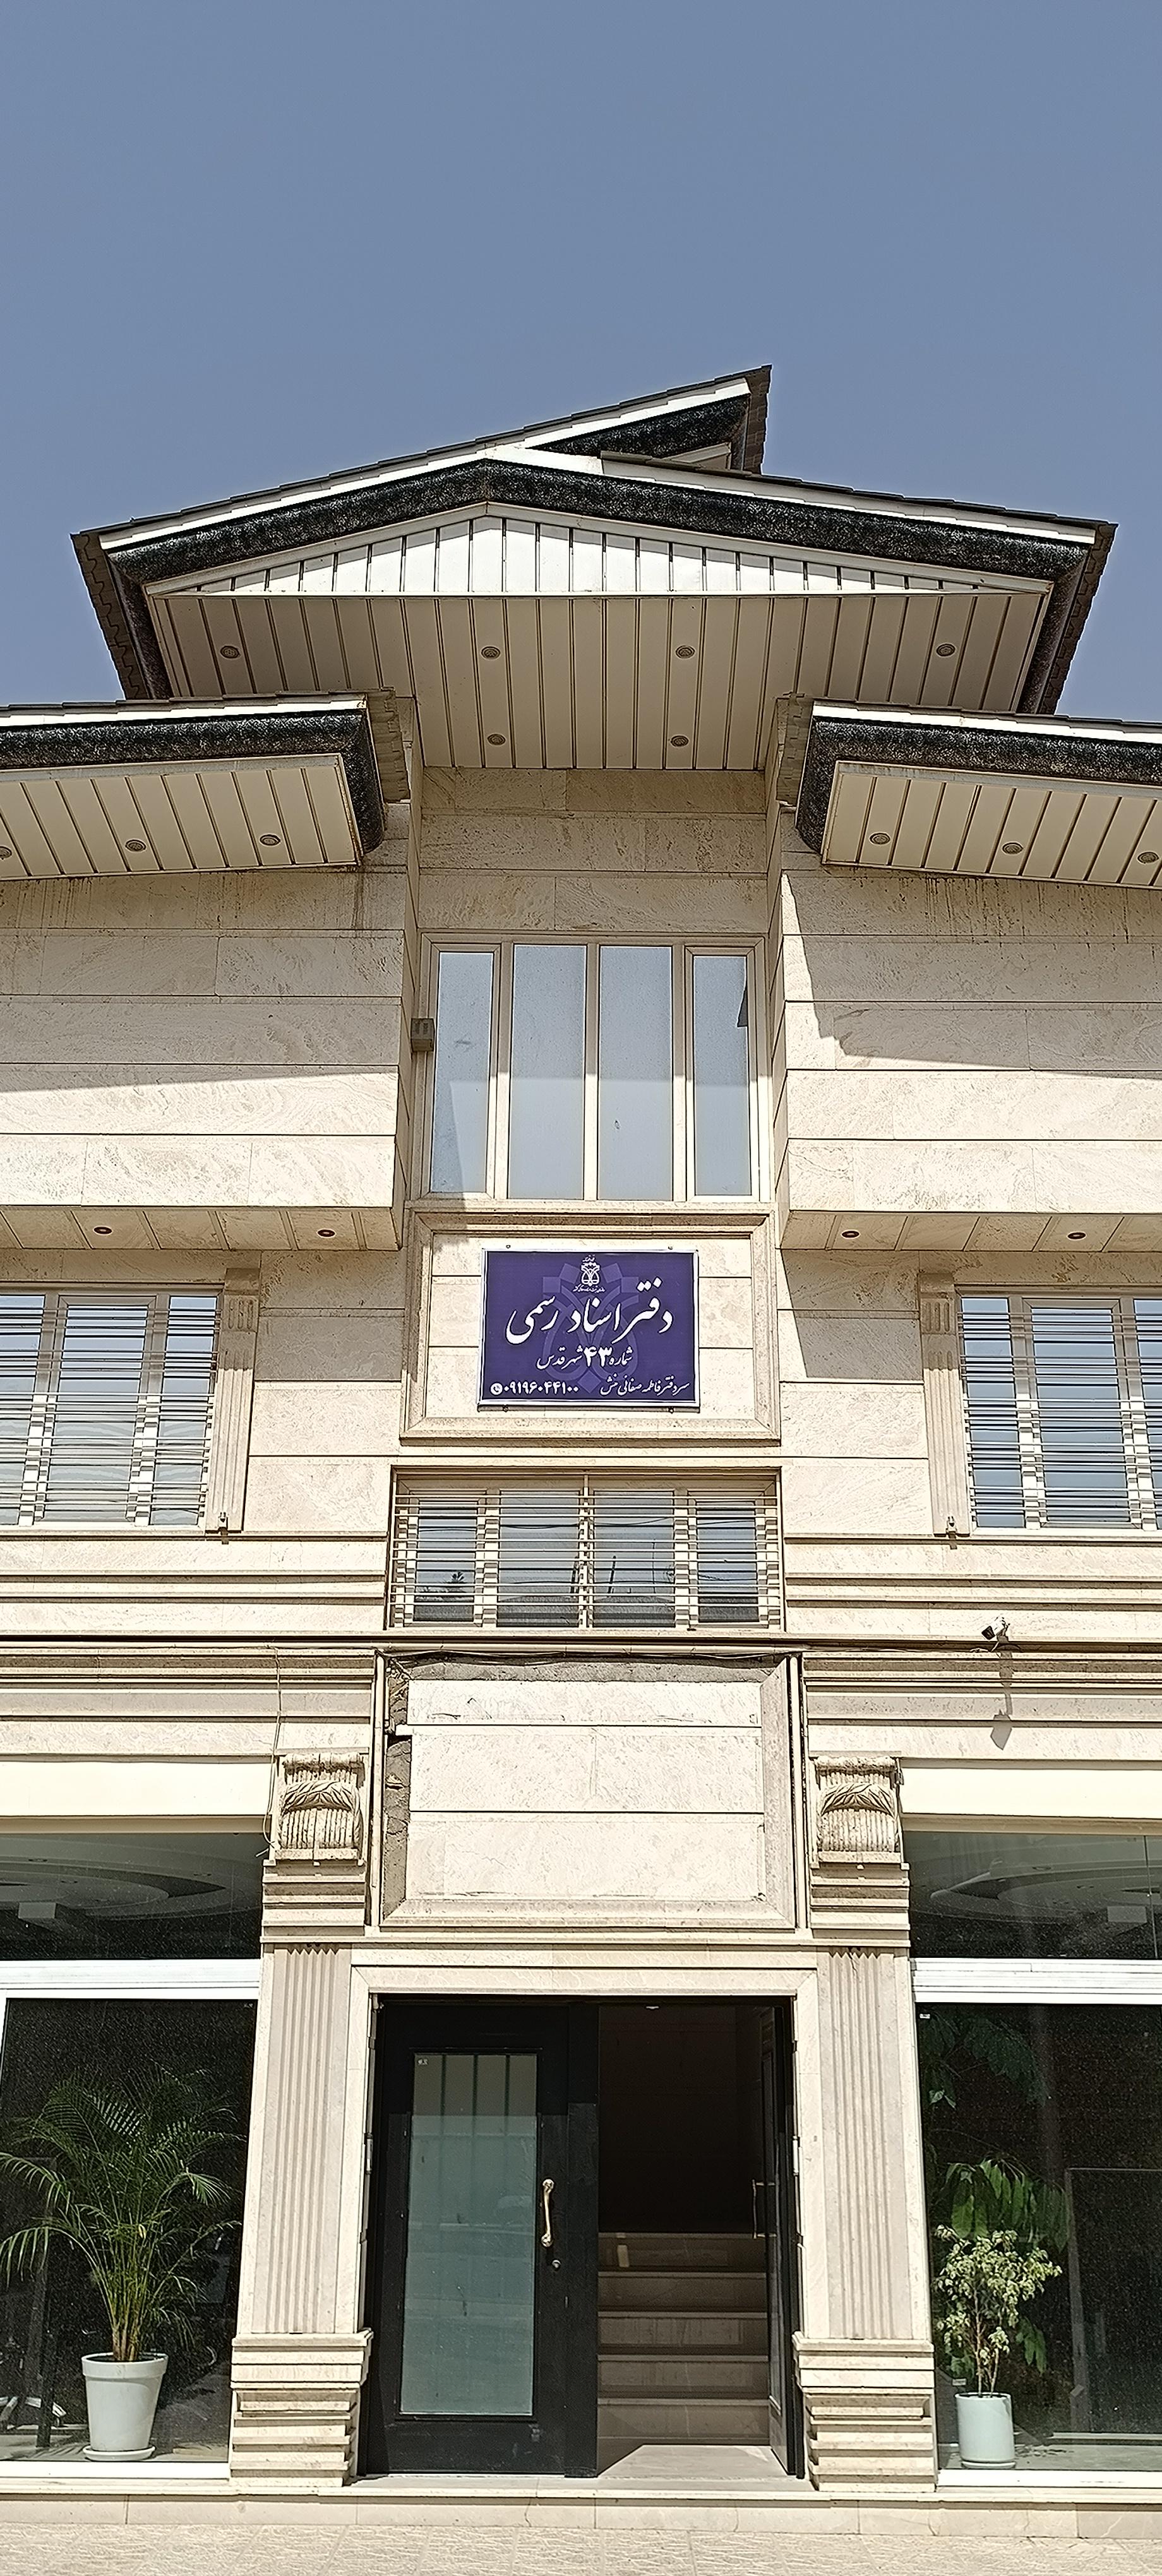 دفتر اسناد رسمی
شماره ۴۳ شهر قدس
سردفتر فاطمه صفائی منش ۰۹۱۹۶۰۴۴۱۰۰